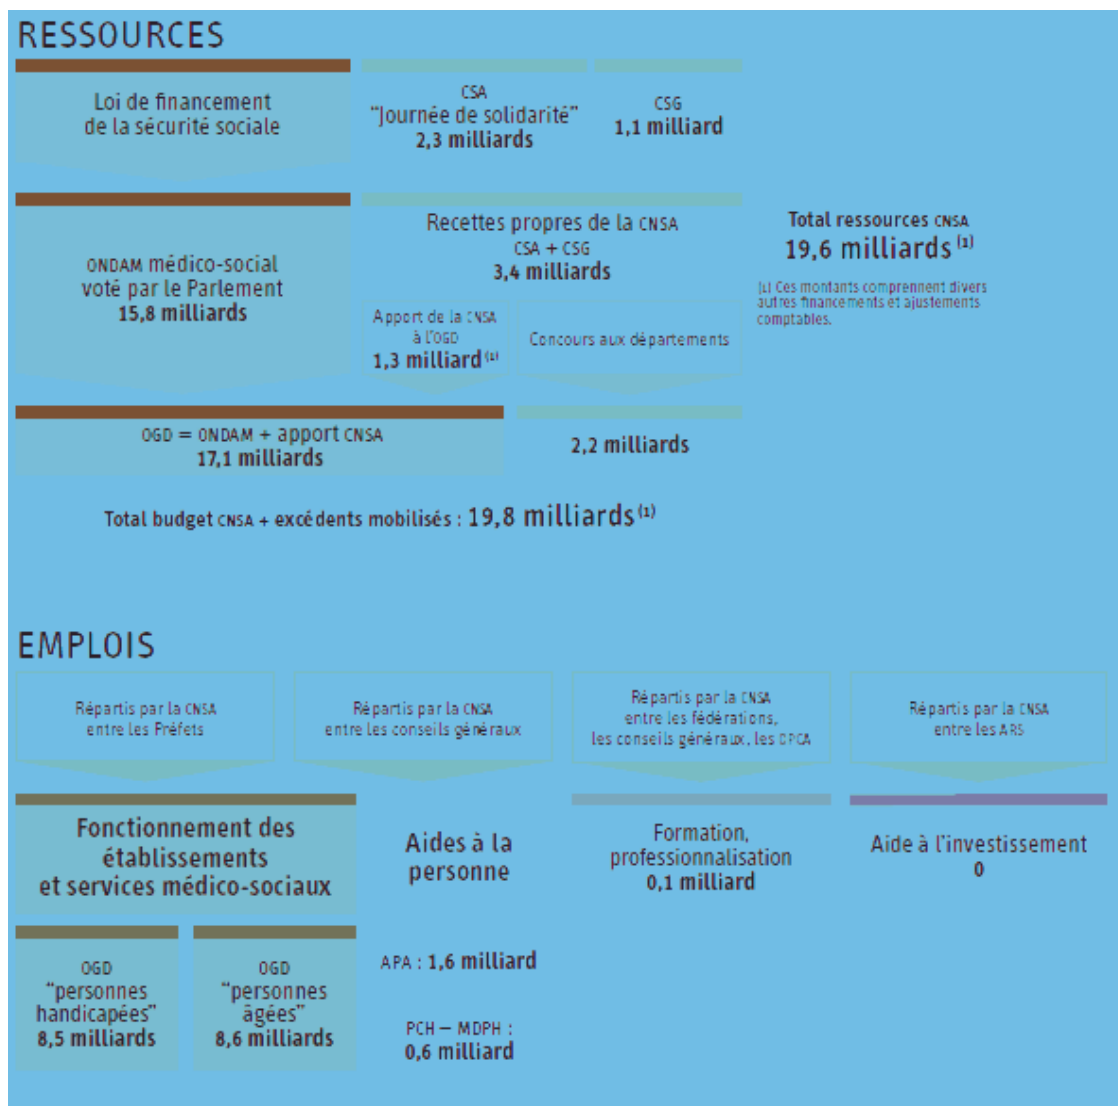 RESSOURCES
Loi de financement
de la sécurité sociale
CSA
“Journée de solidarité”
2,3 milliards
CSG
1,1 milliard
ONDAM médico-social
voté par le Parlement
15,8 milliards
Recettes propres de la CNSA
CSA + CSG
3,4 milliards
Apport de la CNSA
à l’OGD
1,3 milliard (1)
Concours aux départements
Total ressources CNSA
19,6 milliards (1)
(1) Ces montants comprennent divers
autres financements et ajustements
comptables.
OGD = ONDAM + apport CNSA
17,1 milliards
2,2 milliards
Total budget CNSA + excédents mobilisés : 19,8 milliards (1)
EMPLOIS
Répartis par la CNSA
entre les Préfets
Répartis par la CNSA
entre les conseils généraux
Répartis par la CNSA
entre les fédérations,
les conseils généraux, les OPCA
Répartis par la CNSA
entre les ARS
Fonctionnement des
établissements
et services médico-sociaux
Aides à la
personne
Formation,
professionnalisation
0,1 milliard
Aide à l’investissement
0
OGD
“personnes
handicapées”
8,5 milliards
OGD
“personnes
âgées”
8,6 milliards
APA : 1,6 milliard
PCH – MDPH :
0,6 milliard